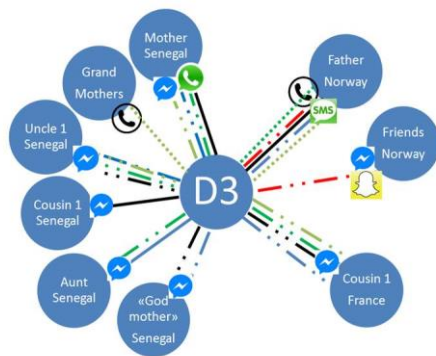 Mother
Senegal
Father
Norway
SMS
Grand
Mothers
Friends
Norway
Uncle 1
Senegal
D3
Cousin 1
Senegal
Aunt
Senegal
«God
mother»
Senegal
Cousin 1
France